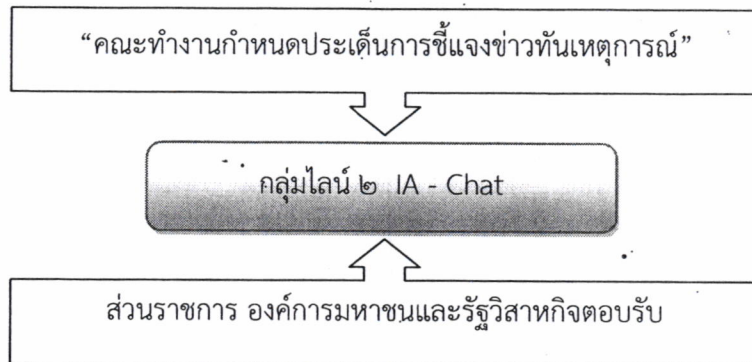 “คณะทำงานกำหนดประเด็นการชี้แจงข่าวทันเหตุการณ์”
กลุ่มไลน์ ๒ IA - Chat
ส่วนราชการ องค์การมหาชนและรัฐวิสาหกิจตอบรับ